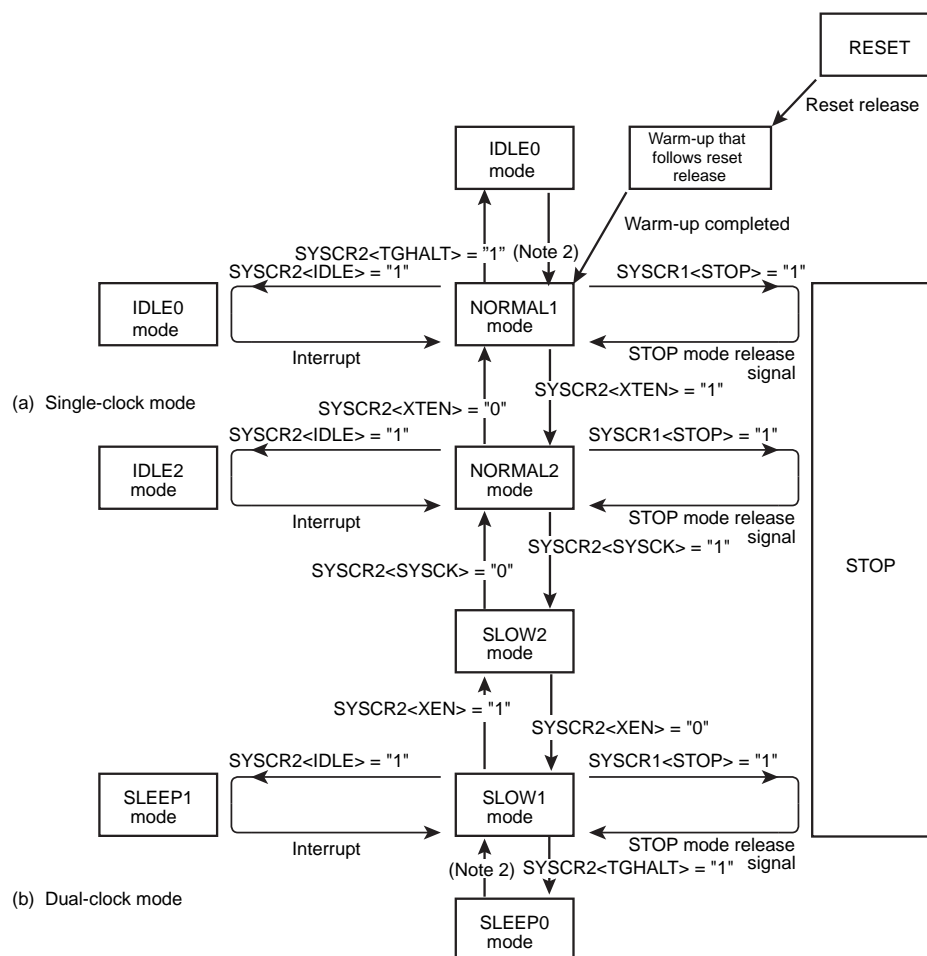 RESET
Reset release
Warm-up that
follows reset
release
IDLE0
mode
Warm-up completed
SYSCR2<TGHALT> = "1"
(Note 2)
SYSCR2<IDLE> = "1"
SYSCR1<STOP> = "1"
IDLE0
mode
NORMAL1
mode
Interrupt
STOP mode release
signal
(a) Single-clock mode
SYSCR2<XTEN> = "0"
SYSCR2<XTEN> = "1"
SYSCR2<IDLE> = "1"
SYSCR1<STOP> = "1"
IDLE2
mode
NORMAL2
mode
Interrupt
STOP mode release
signal
SYSCR2<SYSCK> = "1"
SYSCR2<SYSCK> = "0"
STOP
SLOW2
mode
SYSCR2<XEN> = "1"
SYSCR2<XEN> = "0"
SYSCR2<IDLE> = "1"
SYSCR1<STOP> = "1"
SLEEP1
mode
SLOW1
mode
Interrupt
STOP mode release
signal
(Note 2)
SYSCR2<TGHALT> = "1"
(b) Dual-clock mode
SLEEP0
mode